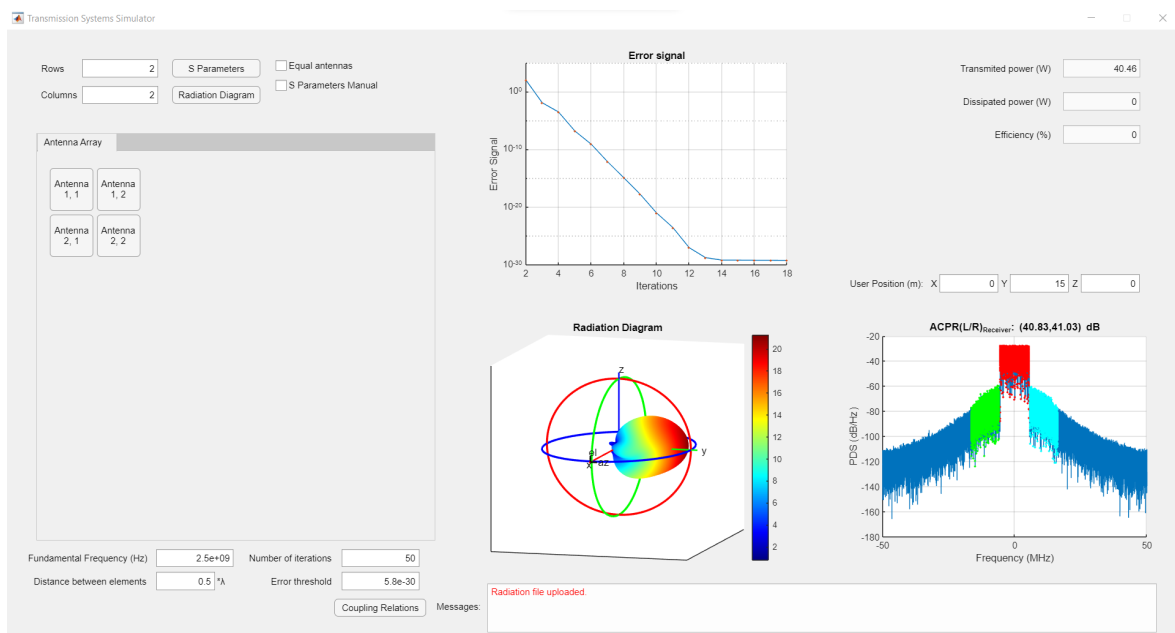 Transmission Systems Simulator
Rows 2 S Parameters Equal antennas
S Parameters Manual
Columns 2 Radiation Diagram
Antenna Array
Antenna 1, 1
Antenna 1, 2
Antenna 2, 1
Antenna 2, 2
Fundamental Frequency (Hz) 2.5e+09 Number of iterations 50
Distance between elements 0.5 *λ Error threshold 5.8e-30
Coupling Relations
Error signal
Error Signal
10⁰
10⁻¹⁰
10⁻²⁰
10⁻³⁰
2 4 6 8 10 12 14 16 18
Iterations
Transmited power (W) 40.46
Dissipated power (W) 0
Efficiency (%) 0
User Position (m): X 0 Y 15 Z 0
Radiation Diagram
z
y
x
el
az
20
18
16
14
12
10
8
6
4
2
ACPR(L/R)Receiver: (40.83,41.03) dB
PDS (dB/Hz )
-20
-40
-60
-80
-100
-120
-140
-160
-180
-50 0 50
Frequency (MHz)
Messages: Radiation file uploaded